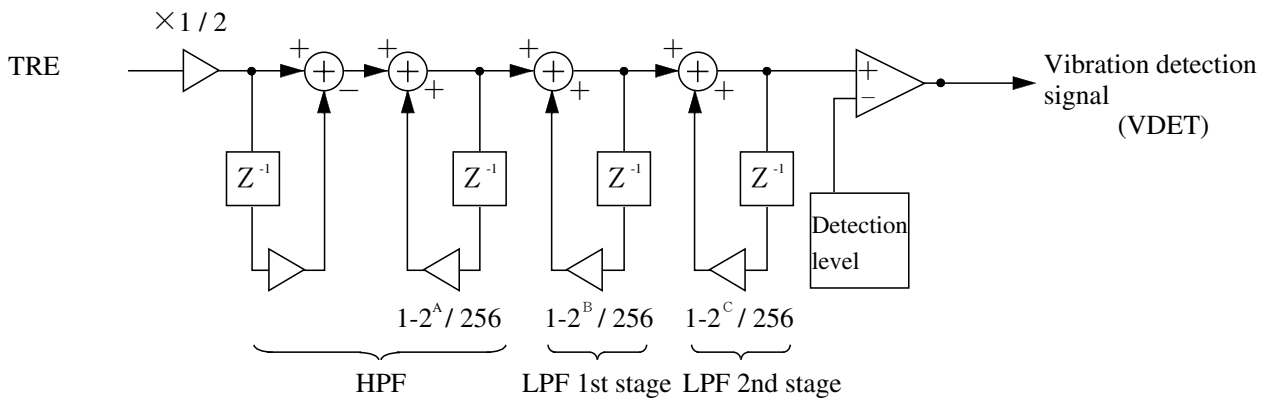 ×1 / 2
TRE
+ + + +
+ + + + +
− + + +
−
Vibration detection
signal
(VDET)
Z⁻¹ Z⁻¹ Z⁻¹ Z⁻¹
Detection
level
1-2ᴬ / 256 1-2ᴮ / 256 1-2ꟲ / 256
HPF LPF 1st stage LPF 2nd stage